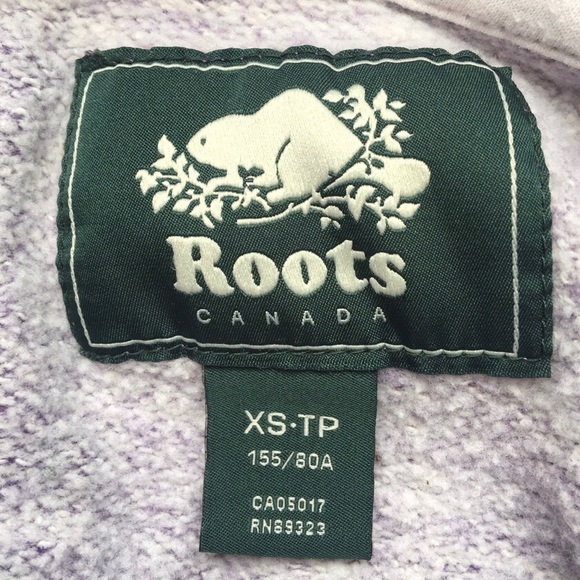 Roots
CANADA
XS·TP
155/80A
CA05017
RN89323